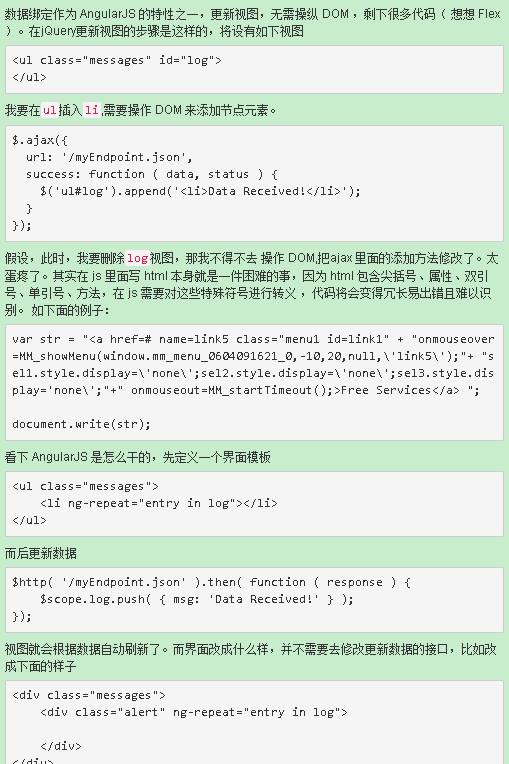 数据绑定作为 AngularJS 的特性之一，更新视图，无需操纵 DOM ，剩下很多代码（ 想想 Flex
）。在jQuery更新视图的步骤是这样的，将设有如下视图
<ul class="messages" id="log">
</ul>
我要在 ul 插入 li ,需要操作 DOM 来添加节点元素。
$.ajax({
  url: '/myEndpoint.json',
  success: function ( data, status ) {
    $('ul#log').append('<li>Data Received!</li>');
  }
});
假设，此时，我要删除 log 视图，那我不得不去 操作 DOM,把ajax 里面的添加方法修改了。太
蛋疼了。其实在 js 里面写 html 本身就是一件困难的事，因为 html 包含尖括号、属性、双引
号、单引号、方法，在 js 需要对这些特殊符号进行转义 ，代码将会变得冗长易出错且难以识
别。 如下面的例子：
var str = "<a href=# name=link5 class="menu1 id=link1" + "onmouseover
=MM_showMenu(window.mm_menu_0604091621_0,-10,20,null,\'link5\');"+ "s
el1.style.display=\'none\';sel2.style.display=\'none\';sel3.style.dis
play='none\';"+" onmouseout=MM_startTimeout();>Free Services</a> ";
document.write(str);
看下 AngularJS 是怎么干的，先定义一个界面模板
<ul class="messages">
    <li ng-repeat="entry in log"></li>
</ul>
而后更新数据
$http( '/myEndpoint.json' ).then( function ( response ) {
    $scope.log.push( { msg: 'Data Received!' } );
});
视图就会根据数据自动刷新了。而界面改成什么样，并不需要去修改更新数据的接口，比如改
成下面的样子
<div class="messages">
    <div class="alert" ng-repeat="entry in log">
    </div>
</div>